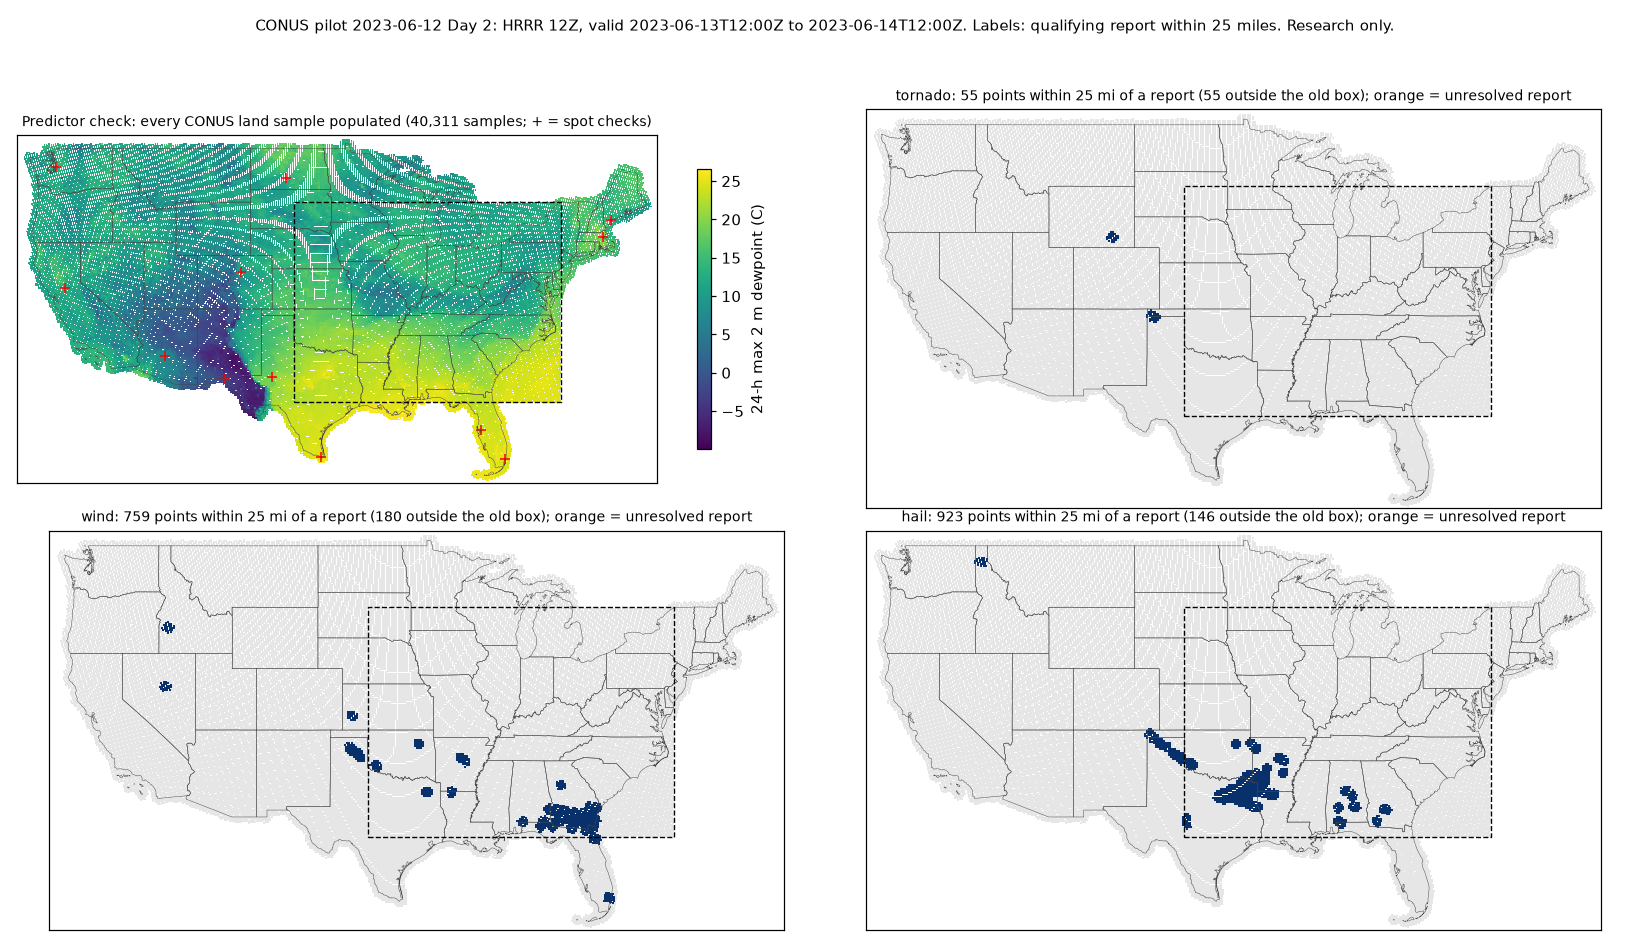 CONUS pilot 2023-06-12 Day 2: HRRR 12Z, valid 2023-06-13T12:00Z to 2023-06-14T12:00Z. Labels: qualifying report within 25 miles. Research only.
Predictor check: every CONUS land sample populated (40,311 samples; + = spot checks)
25
20
15
10
5
0
−5
24-h max 2 m dewpoint (C)
tornado: 55 points within 25 mi of a report (55 outside the old box); orange = unresolved report
wind: 759 points within 25 mi of a report (180 outside the old box); orange = unresolved report
hail: 923 points within 25 mi of a report (146 outside the old box); orange = unresolved report